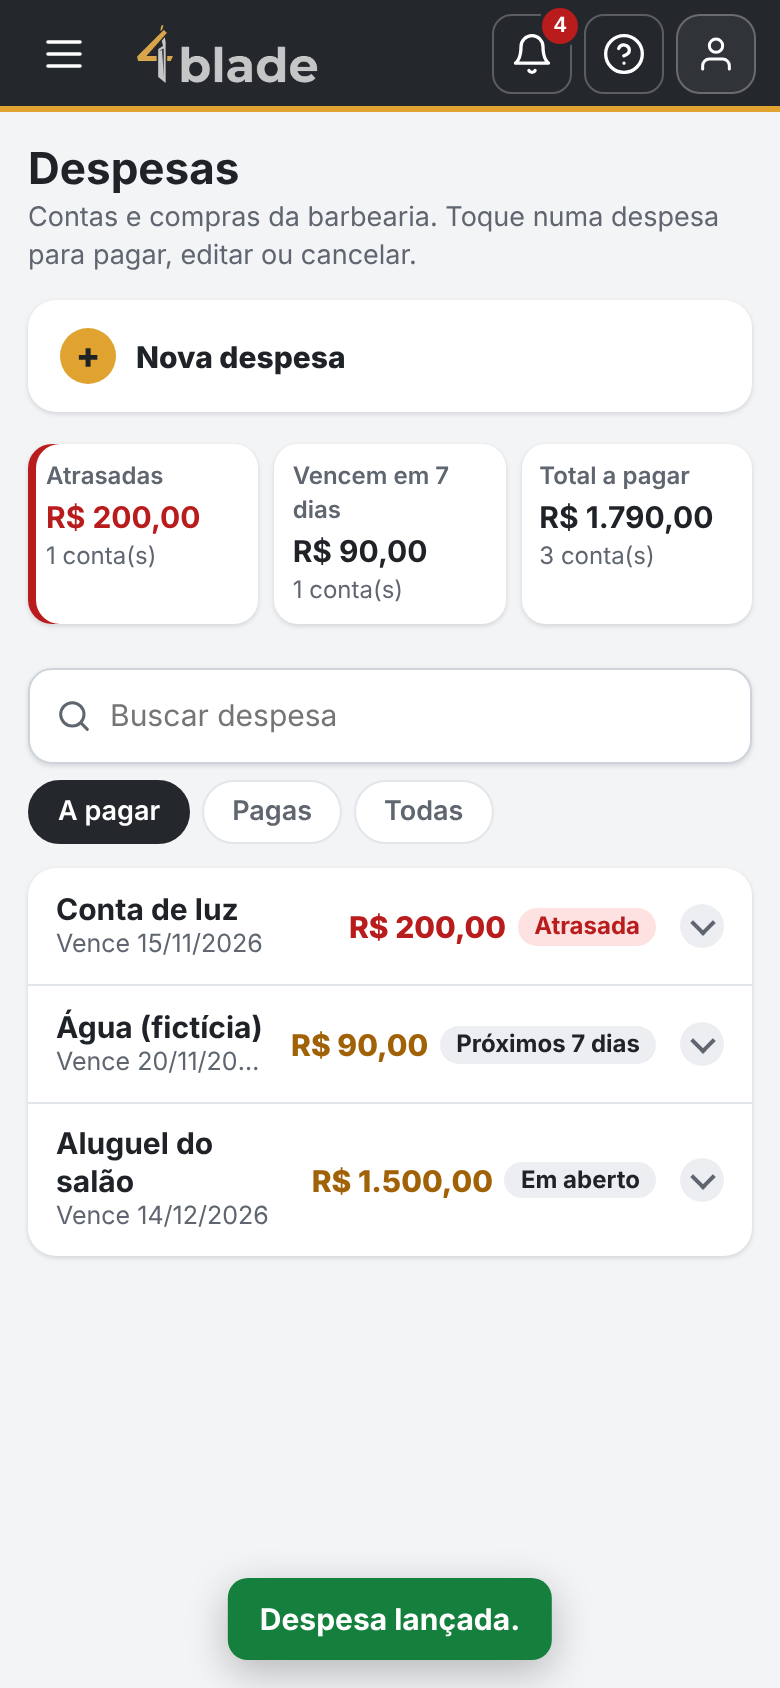 4blade
4
Despesas
Contas e compras da barbearia. Toque numa despesa
para pagar, editar ou cancelar.
+ Nova despesa
Atrasadas
R$ 200,00
1 conta(s)
Vencem em 7
dias
R$ 90,00
1 conta(s)
Total a pagar
R$ 1.790,00
3 conta(s)
Buscar despesa
A pagar Pagas Todas
Conta de luz
Vence 15/11/2026
R$ 200,00 Atrasada
Água (fictícia)
Vence 20/11/20...
R$ 90,00 Próximos 7 dias
Aluguel do
salão
Vence 14/12/2026
R$ 1.500,00 Em aberto
Despesa lançada.